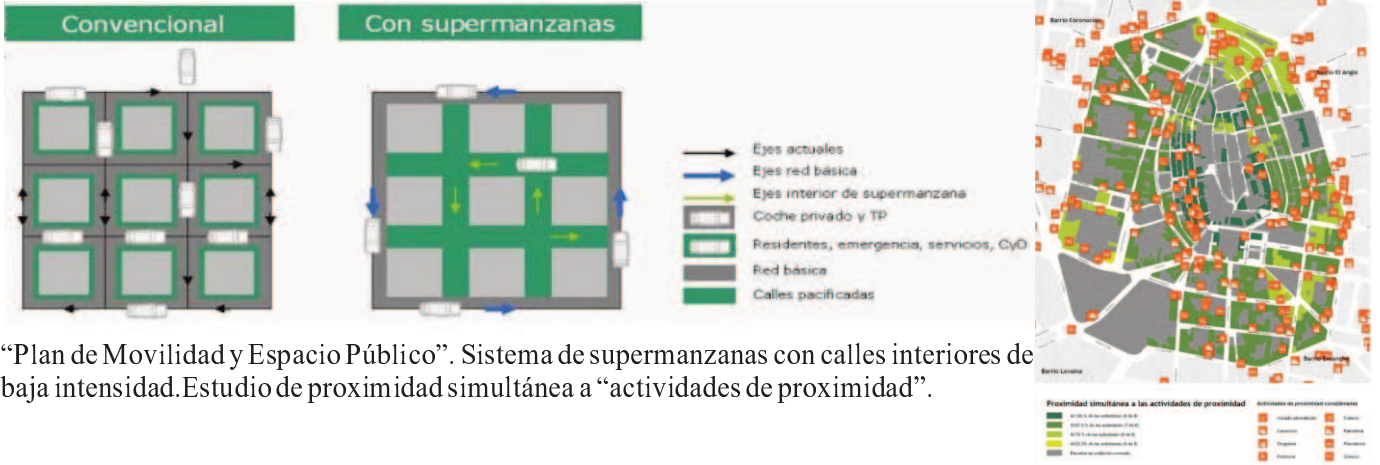 Convencional
Con supermanzanas
Ejes actuales
Ejes red básica
Ejes interior de supermanzana
Coche privado y TP
Residentes, emergencia, servicios, CyD
Red básica
Calles pacificadas
“Plan de Movilidad y Espacio Público”. Sistema de supermanzanas con calles interiores de
baja intensidad.Estudio de proximidad simultánea a “actividades de proximidad”.
Barrio Coronación
Barrio El Anglo
Barrio Ensanche
Barrio Lovaina
Proximidad simultánea a las actividades de proximidad
Actividades de proximidad consideradas